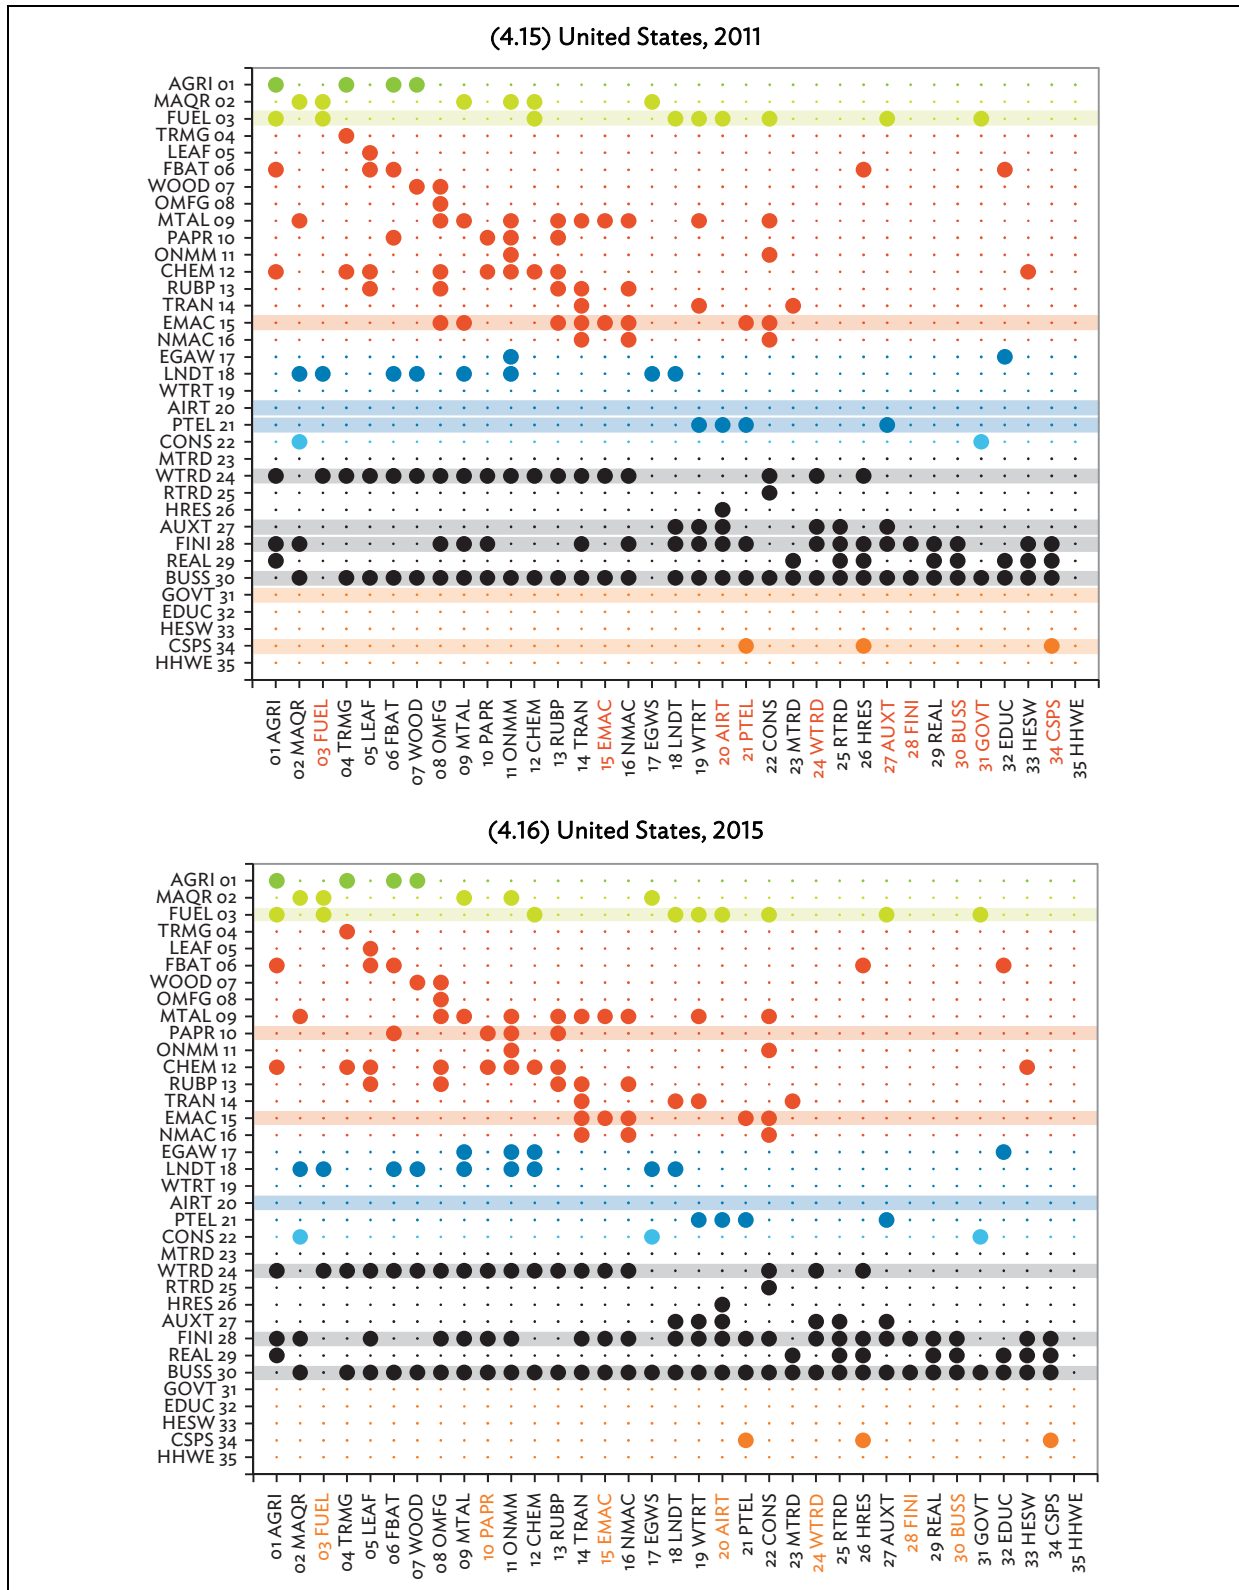 (4.15) United States, 2011
AGRI 01
MAQR 02
FUEL 03
TRMG 04
LEAF 05
FBAT 06
WOOD 07
OMFG 08
MTAL 09
PAPR 10
ONMM 11
CHEM 12
RUBP 13
TRAN 14
EMAC 15
NMAC 16
EGAW 17
LNDT 18
WTRT 19
AIRT 20
PTEL 21
CONS 22
MTRD 23
WTRD 24
RTRD 25
HRES 26
AUXT 27
FINI 28
REAL 29
BUSS 30
GOVT 31
EDUC 32
HESW 33
CSPS 34
HHWE 35
01 AGRI
02 MAQR
03 FUEL
04 TRMG
05 LEAF
06 FBAT
07 WOOD
08 OMFG
09 MTAL
10 PAPR
11 ONMM
12 CHEM
13 RUBP
14 TRAN
15 EMAC
16 NMAC
17 EGWS
18 LNDT
19 WTRT
20 AIRT
21 PTEL
22 CONS
23 MTRD
24 WTRD
25 RTRD
26 HRES
27 AUXT
28 FINI
29 REAL
30 BUSS
31 GOVT
32 EDUC
33 HESW
34 CSPS
35 HHWE
(4.16) United States, 2015
AGRI 01
MAQR 02
FUEL 03
TRMG 04
LEAF 05
FBAT 06
WOOD 07
OMFG 08
MTAL 09
PAPR 10
ONMM 11
CHEM 12
RUBP 13
TRAN 14
EMAC 15
NMAC 16
EGAW 17
LNDT 18
WTRT 19
AIRT 20
PTEL 21
CONS 22
MTRD 23
WTRD 24
RTRD 25
HRES 26
AUXT 27
FINI 28
REAL 29
BUSS 30
GOVT 31
EDUC 32
HESW 33
CSPS 34
HHWE 35
01 AGRI
02 MAQR
03 FUEL
04 TRMG
05 LEAF
06 FBAT
07 WOOD
08 OMFG
09 MTAL
10 PAPR
11 ONMM
12 CHEM
13 RUBP
14 TRAN
15 EMAC
16 NMAC
17 EGWS
18 LNDT
19 WTRT
20 AIRT
21 PTEL
22 CONS
23 MTRD
24 WTRD
25 RTRD
26 HRES
27 AUXT
28 FINI
29 REAL
30 BUSS
31 GOVT
32 EDUC
33 HESW
34 CSPS
35 HHWE